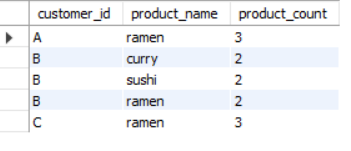 customer_id product_name product_count
A ramen 3
B curry 2
B sushi 2
B ramen 2
C ramen 3